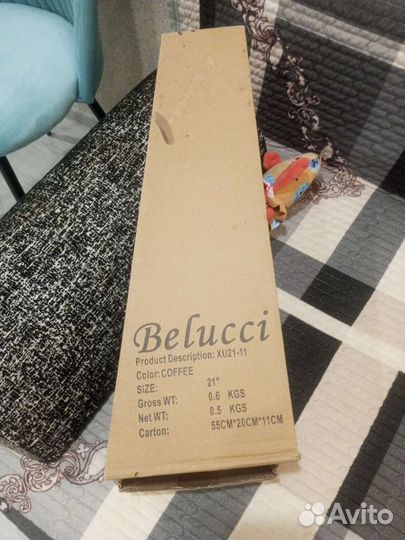 Belucci
Product Description: XU21-11
Color:COFFEE
SIZE: 21"
Gross WT: 0.6 KGS
Net WT: 0.5 KGS
Carton: 55CM*20CM*11CM
Avito